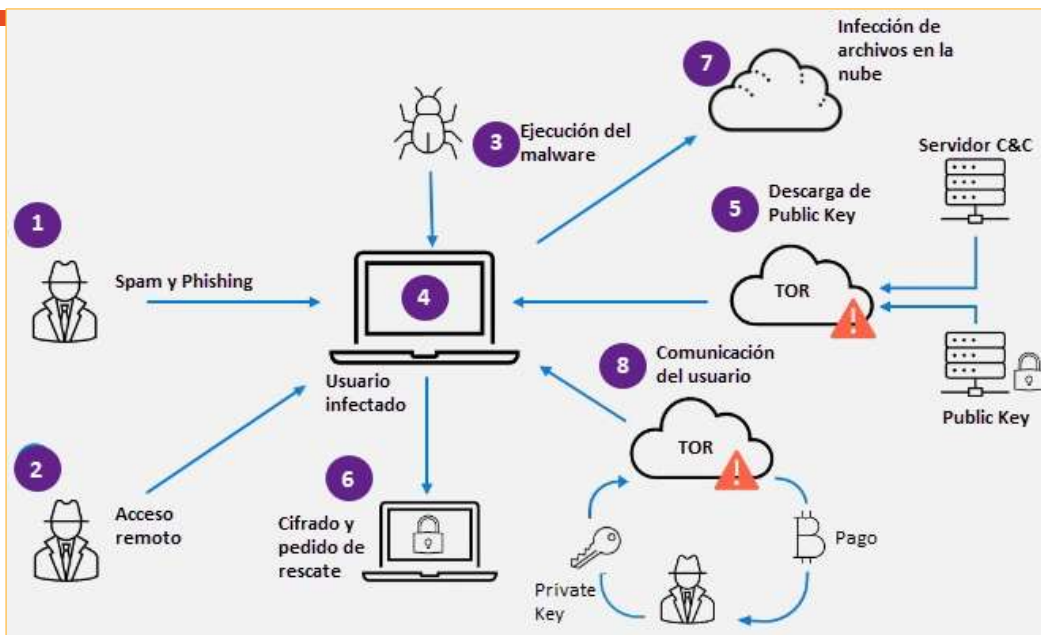 1
Spam y Phishing
2
Acceso
remoto
3
Ejecución del
malware
4
Usuario
infectado
5
Descarga de
Public Key
TOR
Servidor C&C
Public Key
6
Cifrado y
pedido de
rescate
7
Infección de
archivos en la
nube
8
Comunicación
del usuario
TOR
Pago
Private
Key